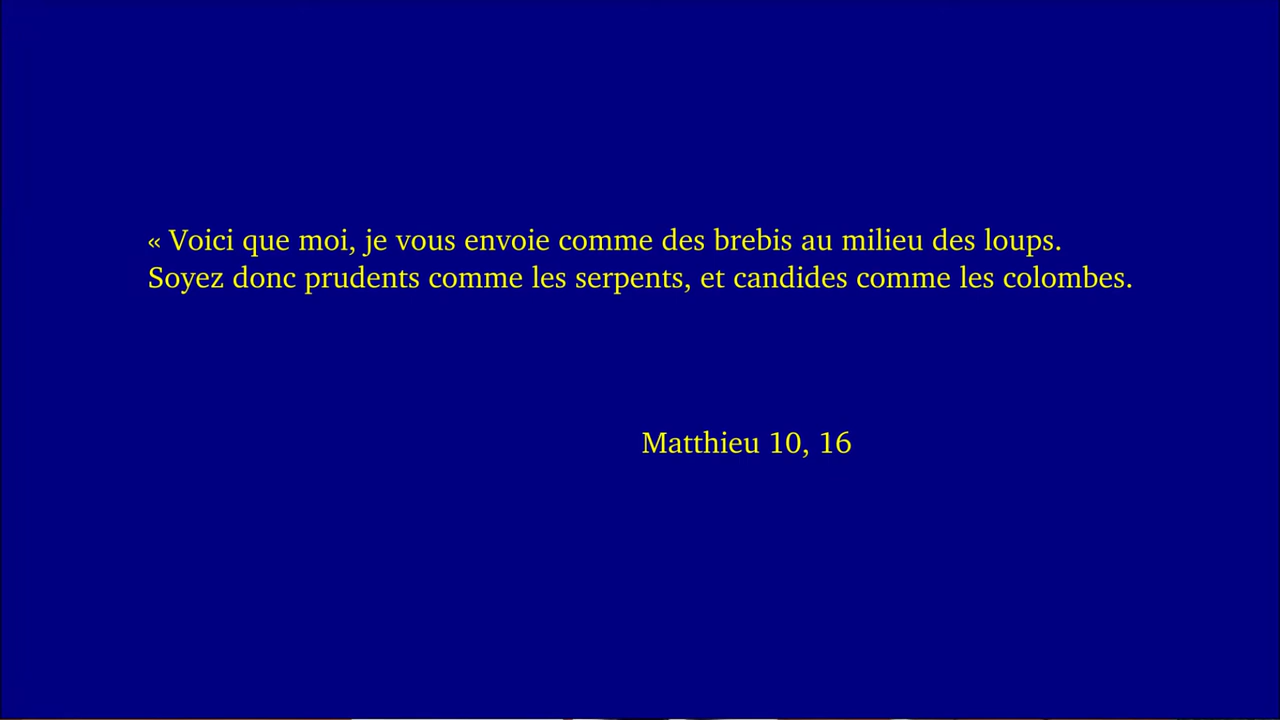 « Voici que moi, je vous envoie comme des brebis au milieu des loups.
Soyez donc prudents comme les serpents, et candides comme les colombes.
Matthieu 10, 16